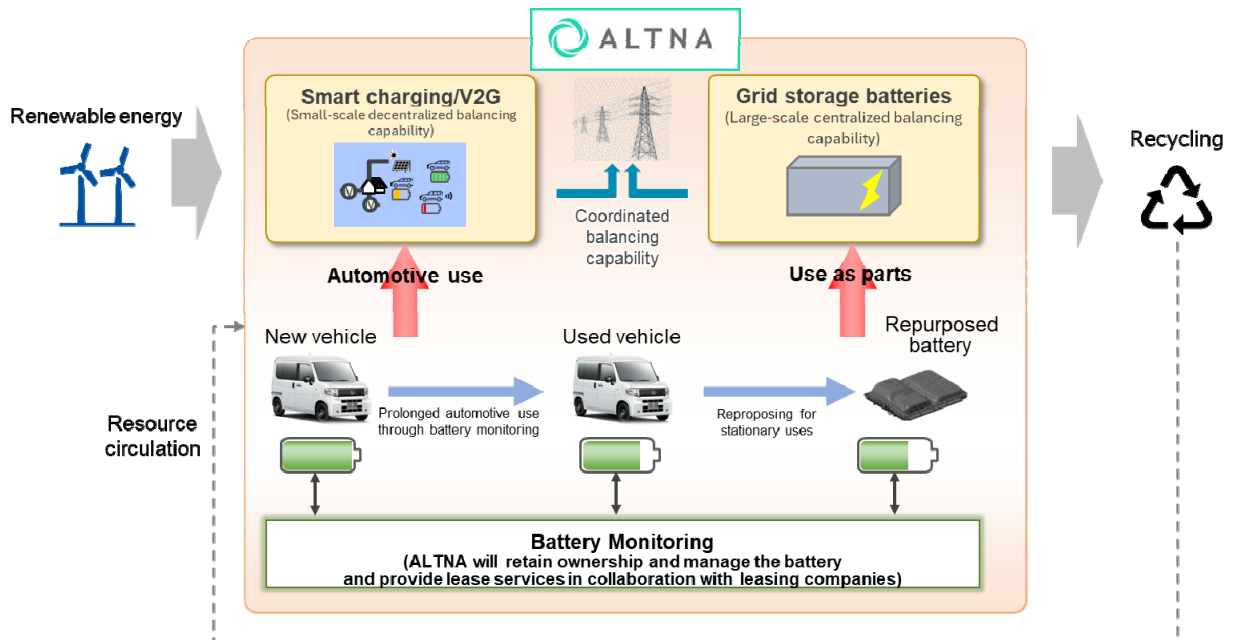 ALTNA
Renewable energy
Smart charging/V2G
(Small-scale decentralized balancing
capability)
V
V
Coordinated
balancing
capability
Grid storage batteries
(Large-scale centralized balancing
capability)
Recycling
Automotive use
Use as parts
New vehicle
Used vehicle
Repurposed
battery
Prolonged automotive use
through battery monitoring
Reproposing for
stationary uses
Resource
circulation
Battery Monitoring
(ALTNA will retain ownership and manage the battery
and provide lease services in collaboration with leasing companies)